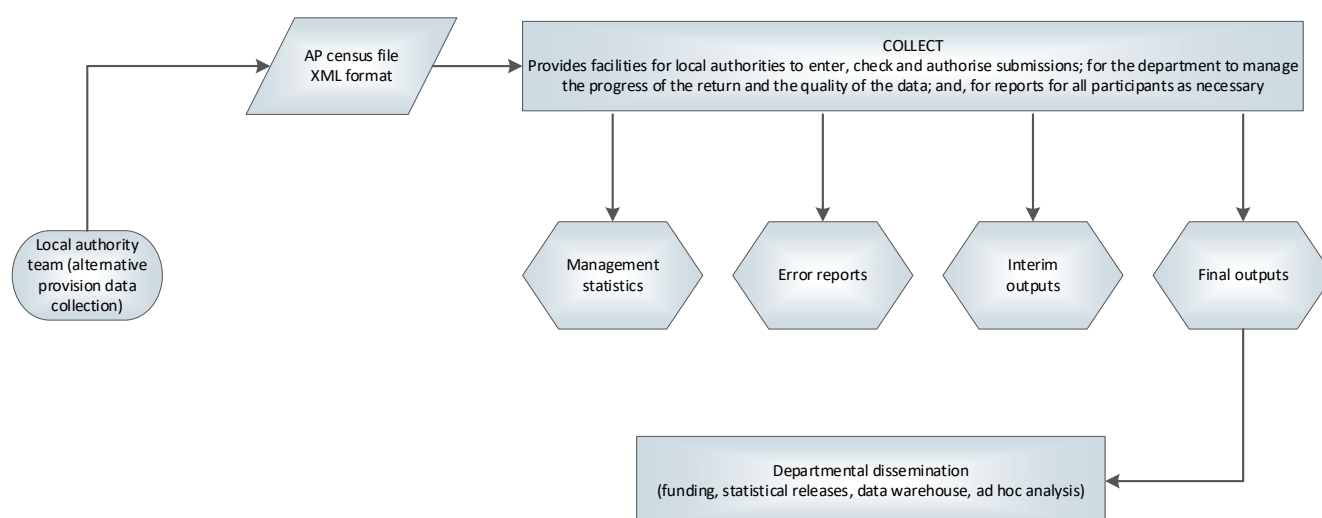 AP census file
XML format
COLLECT
Provides facilities for local authorities to enter, check and authorise submissions; for the department to manage
the progress of the return and the quality of the data; and, for reports for all participants as necessary
Local authority
team (alternative
provision data
collection)
Management
statistics
Error reports
Interim
outputs
Final outputs
Departmental dissemination
(funding, statistical releases, data warehouse, ad hoc analysis)